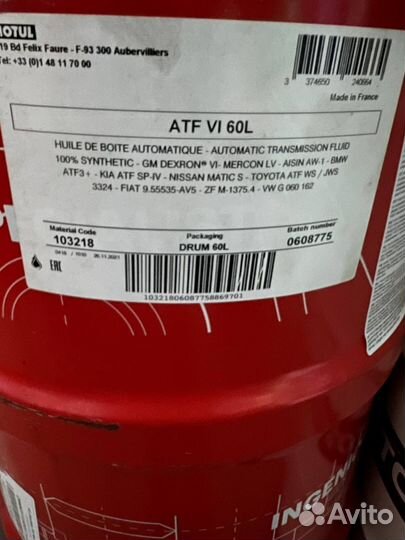 MOTUL
119 Bd Felix Faure - F-93 300 Aubervilliers
Tel: +33 (0)1 48 11 70 00
3 374650 240664
Made in France
ATF VI 60L
HUILE DE BOITE AUTOMATIQUE - AUTOMATIC TRANSMISSION FLUID
100% SYNTHETIC - GM DEXRON® VI- MERCON LV - AISIN AW-1 - BMW
ATF3+ - KIA ATF SP-IV - NISSAN MATIC S - TOYOTA ATF WS / JWS
3324 - FIAT 9.55535-AV5 - ZF M-1375.4 - VW G 060 162
Material Code
103218
Packaging
DRUM 60L
Batch number
0608775
26.11.2021
EAC
10321806087758869701
INGENI
Avito